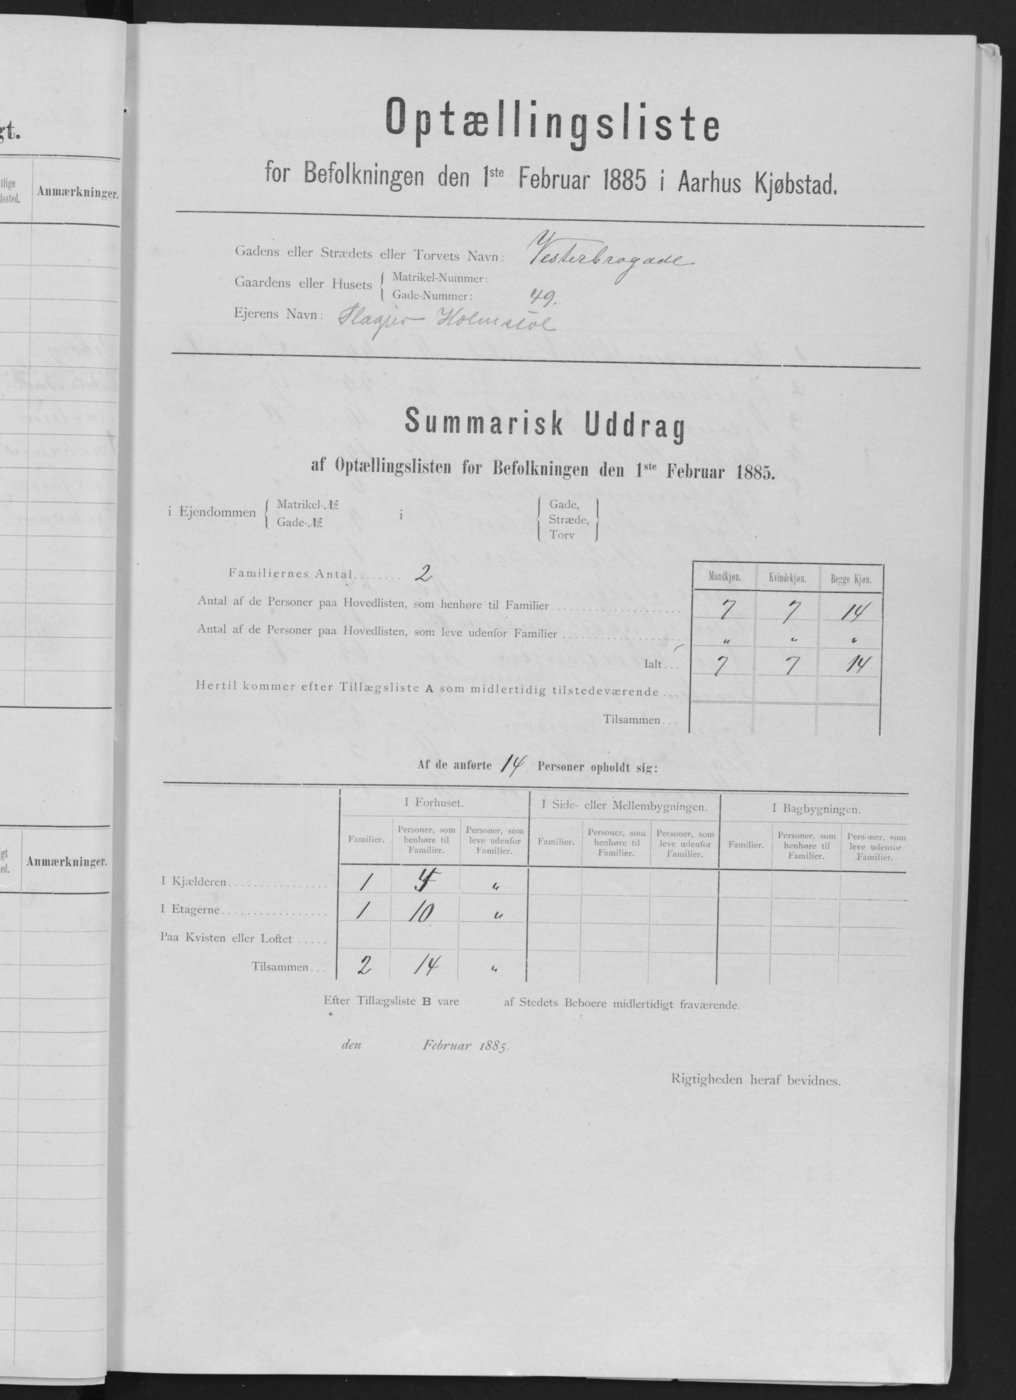 gt.
tlige
Anmærkninger.
gt
Anmærkninger.
Optællingsliste
for Befolkningen den 1ste Februar 1885 i Aarhus Kjøbstad.
Gadens eller Strædets eller Torvets Navn: Vesterbrogade
Gaardens eller Husets { Matrikel-Nummer:
Gade-Nummer: 49.
Ejerens Navn: Slagter
Summarisk Uddrag
af Optællingslisten for Befolkningen den 1ste Februar 1885.
i Ejendommen { Matrikel-№ i { Gade, }
Gade-№ Stræde,
Torv
Familiernes Antal........ 2
Mandkjøn. Kvindekjøn. Begge Kjøn.
Antal af de Personer paa Hovedlisten, som henhøre til Familier 7 7 14
Antal af de Personer paa Hovedlisten, som leve udenfor Familier „ „ „
Ialt... 7 7 14
Hertil kommer efter Tillægsliste A som midlertidig tilstedeværende...
Tilsammen...
Af de anførte 14 Personer opholdt sig:
I Forhuset. I Side- eller Mellembygningen. I Bagbygningen.
Familier. Personer, som henhøre til Familier. Personer, som leve udenfor Familier. Familier. Personer, som henhøre til Familier. Personer, som leve udenfor Familier. Familier. Personer, som henhøre til Familier. Personer, som leve udenfor Familier.
I Kjælderen 1 4 „
I Etagerne 1 10 „
Paa Kvisten eller Loftet
Tilsammen... 2 14 „
Efter Tillægsliste B vare af Stedets Beboere midlertidigt fraværende.
den Februar 1885.
Rigtigheden heraf bevidnes.